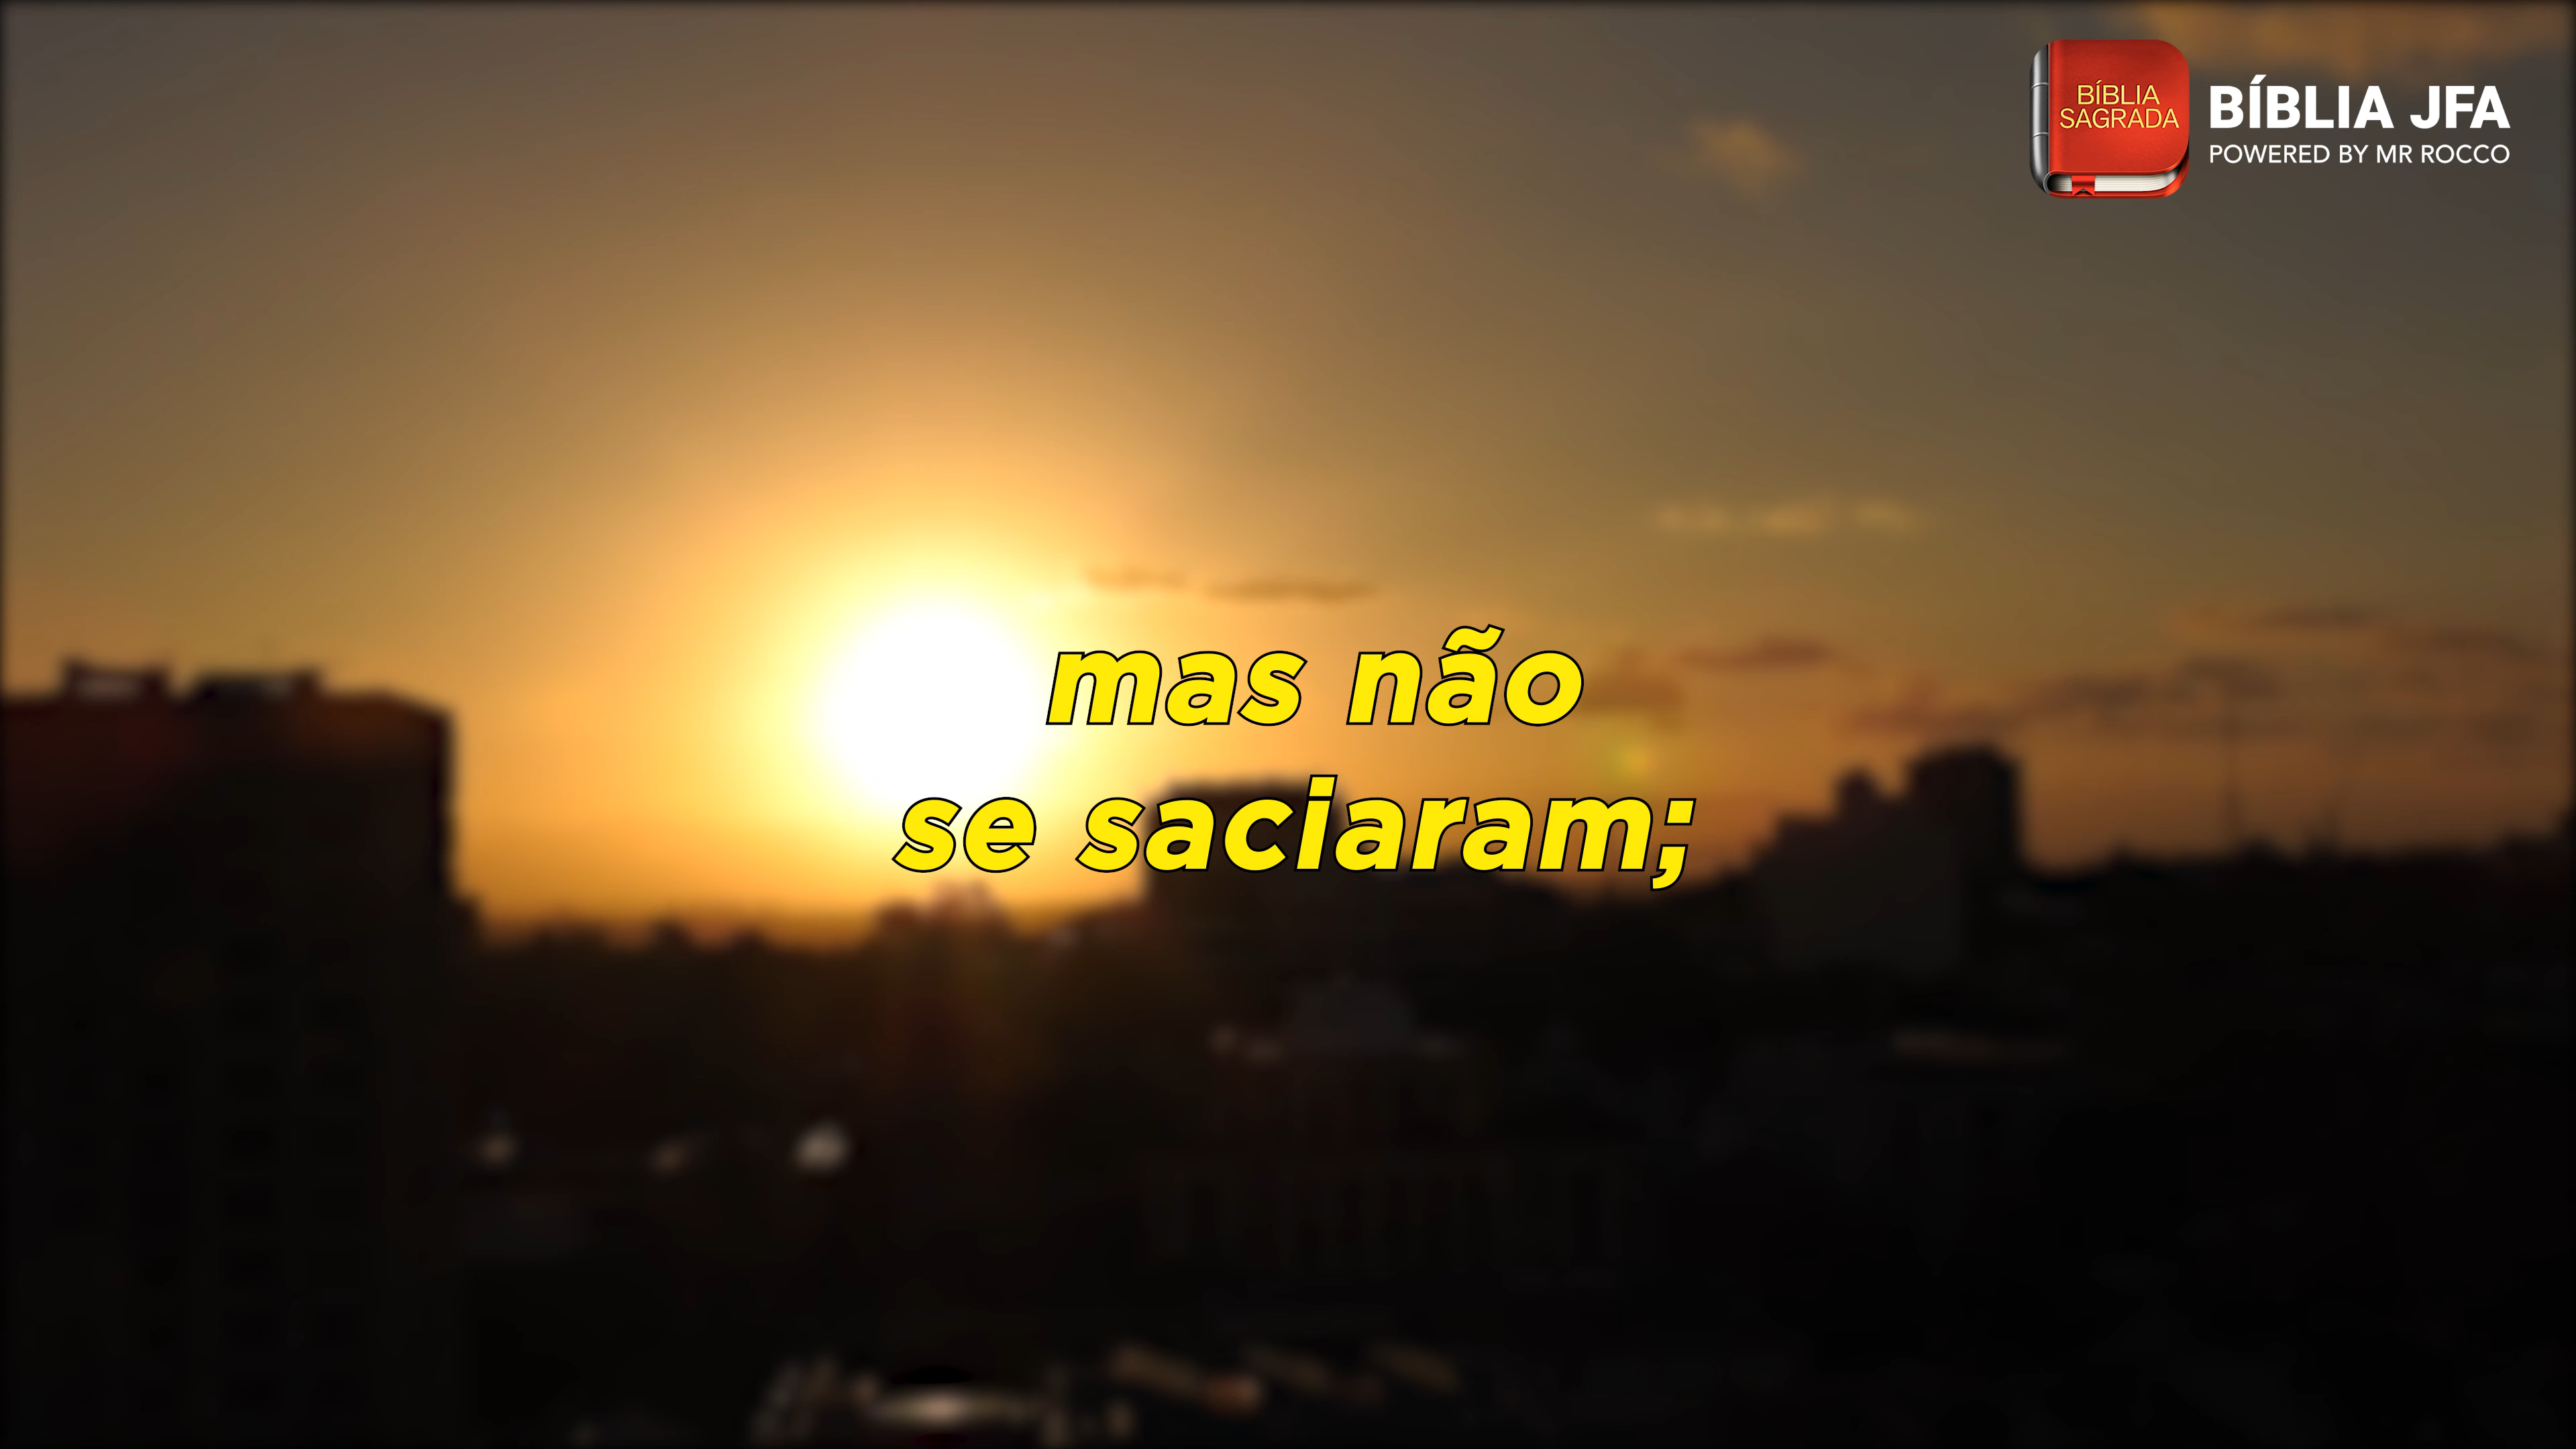 BÍBLIA
SAGRADA
BÍBLIA JFA
POWERED BY MR ROCCO
mas não
se saciaram;